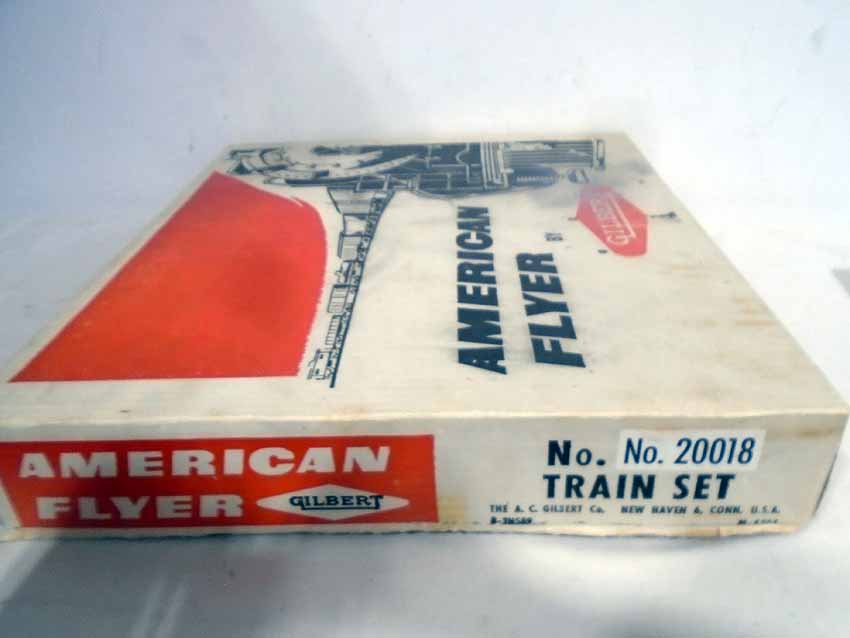 AMERICAN
FLYER
BY
GILBERT
AMERICAN
FLYER GILBERT
No. No. 20018
TRAIN SET
THE A. C. GILBERT Co. NEW HAVEN 6, CONN. U.S.A.